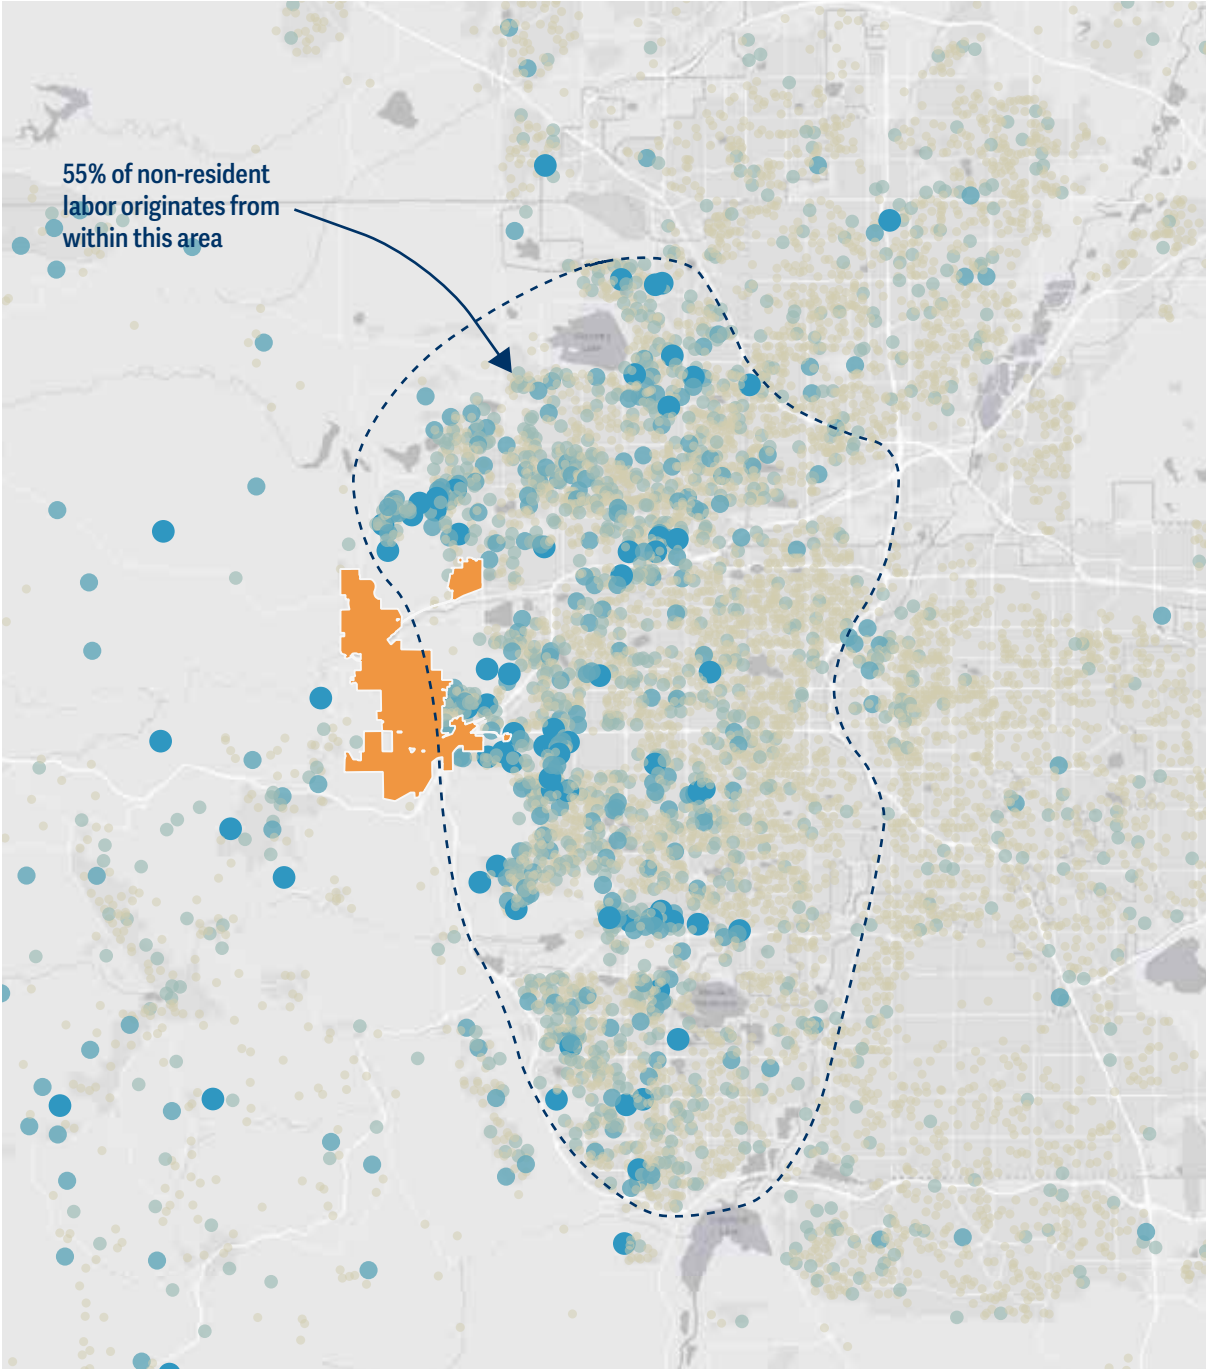 55% of non-resident
labor originates from
within this area